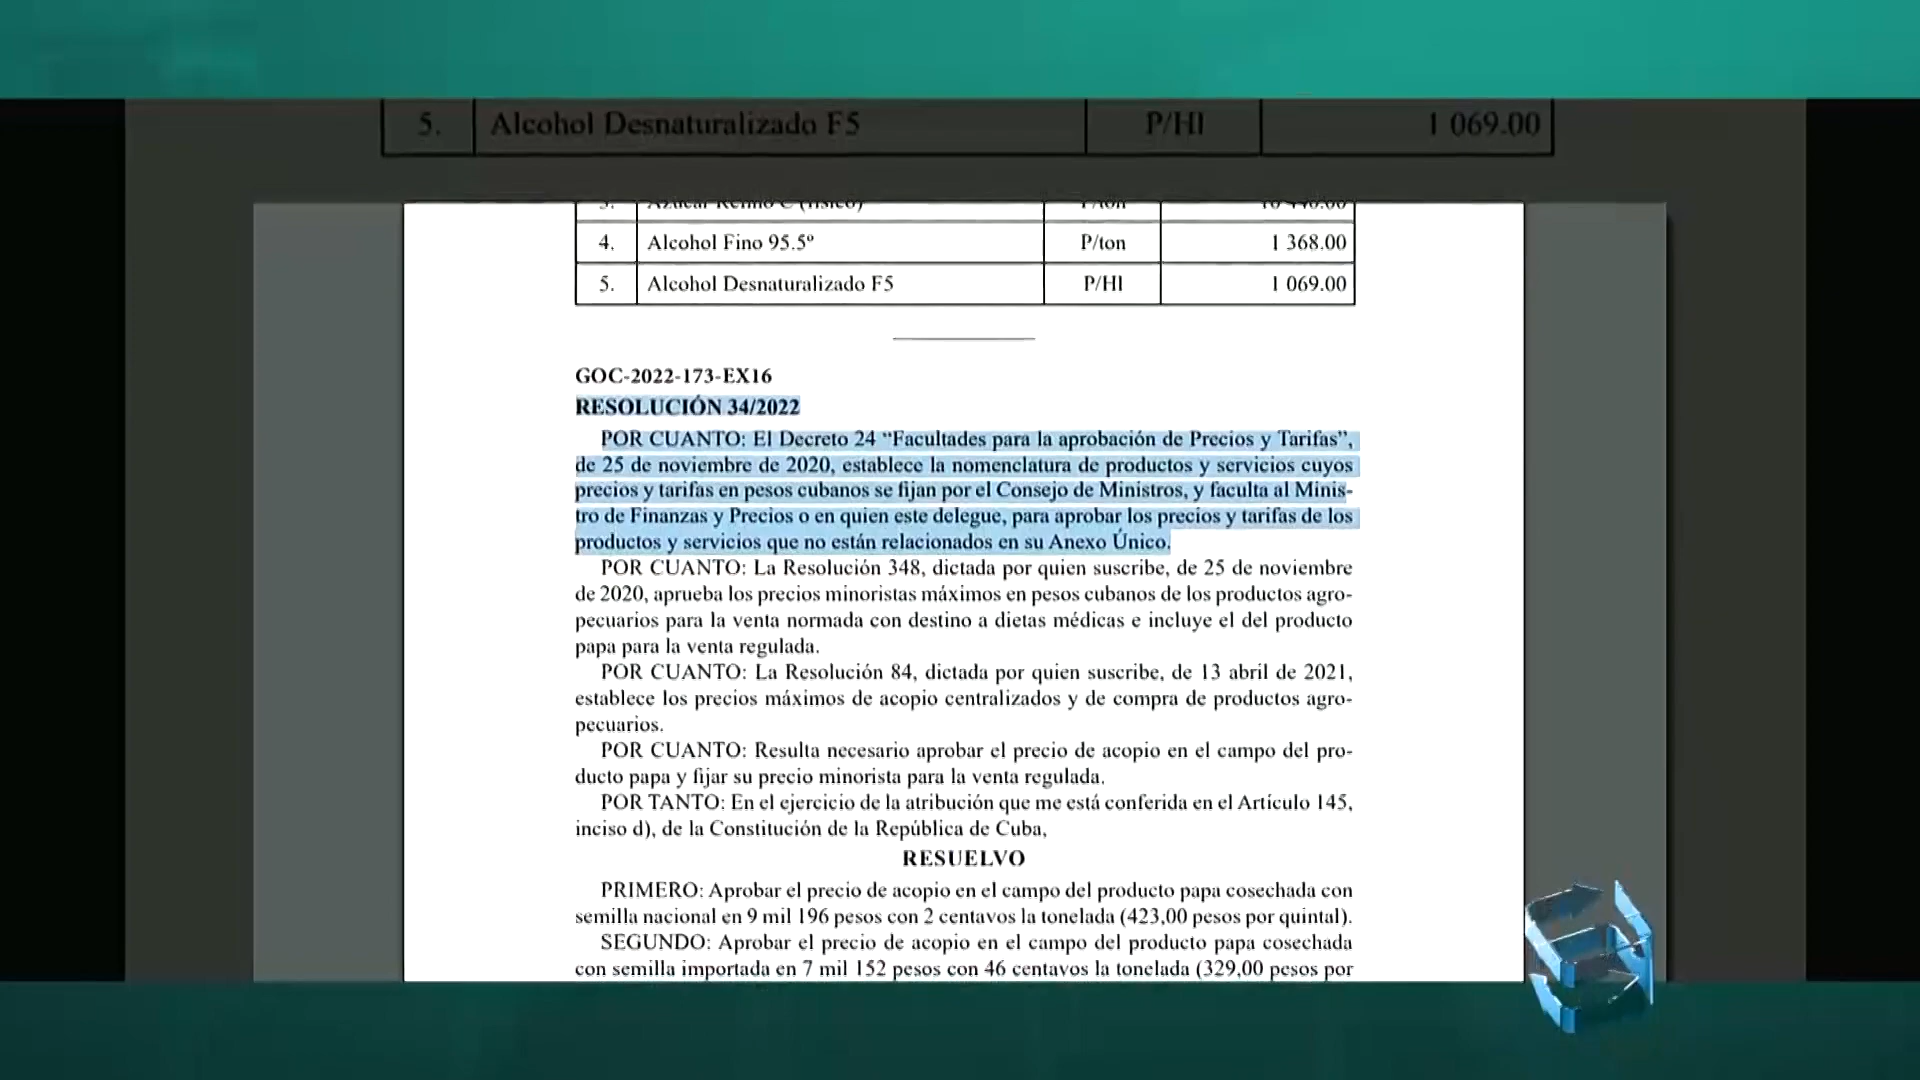 5. Alcohol Desnaturalizado F5 P/Hl 1 069.00
3. Azúcar Refino C (físico) P/ton
4. Alcohol Fino 95.5º P/ton 1 368.00
5. Alcohol Desnaturalizado F5 P/Hl 1 069.00
GOC-2022-173-EX16
RESOLUCIÓN 34/2022
POR CUANTO: El Decreto 24 “Facultades para la aprobación de Precios y Tarifas”,
de 25 de noviembre de 2020, establece la nomenclatura de productos y servicios cuyos
precios y tarifas en pesos cubanos se fijan por el Consejo de Ministros, y faculta al Minis-
tro de Finanzas y Precios o en quien este delegue, para aprobar los precios y tarifas de los
productos y servicios que no están relacionados en su Anexo Único.
POR CUANTO: La Resolución 348, dictada por quien suscribe, de 25 de noviembre
de 2020, aprueba los precios minoristas máximos en pesos cubanos de los productos agro-
pecuarios para la venta normada con destino a dietas médicas e incluye el del producto
papa para la venta regulada.
POR CUANTO: La Resolución 84, dictada por quien suscribe, de 13 abril de 2021,
establece los precios máximos de acopio centralizados y de compra de productos agro-
pecuarios.
POR CUANTO: Resulta necesario aprobar el precio de acopio en el campo del pro-
ducto papa y fijar su precio minorista para la venta regulada.
POR TANTO: En el ejercicio de la atribución que me está conferida en el Artículo 145,
inciso d), de la Constitución de la República de Cuba,
RESUELVO
PRIMERO: Aprobar el precio de acopio en el campo del producto papa cosechada con
semilla nacional en 9 mil 196 pesos con 2 centavos la tonelada (423,00 pesos por quintal).
SEGUNDO: Aprobar el precio de acopio en el campo del producto papa cosechada
con semilla importada en 7 mil 152 pesos con 46 centavos la tonelada (329,00 pesos por